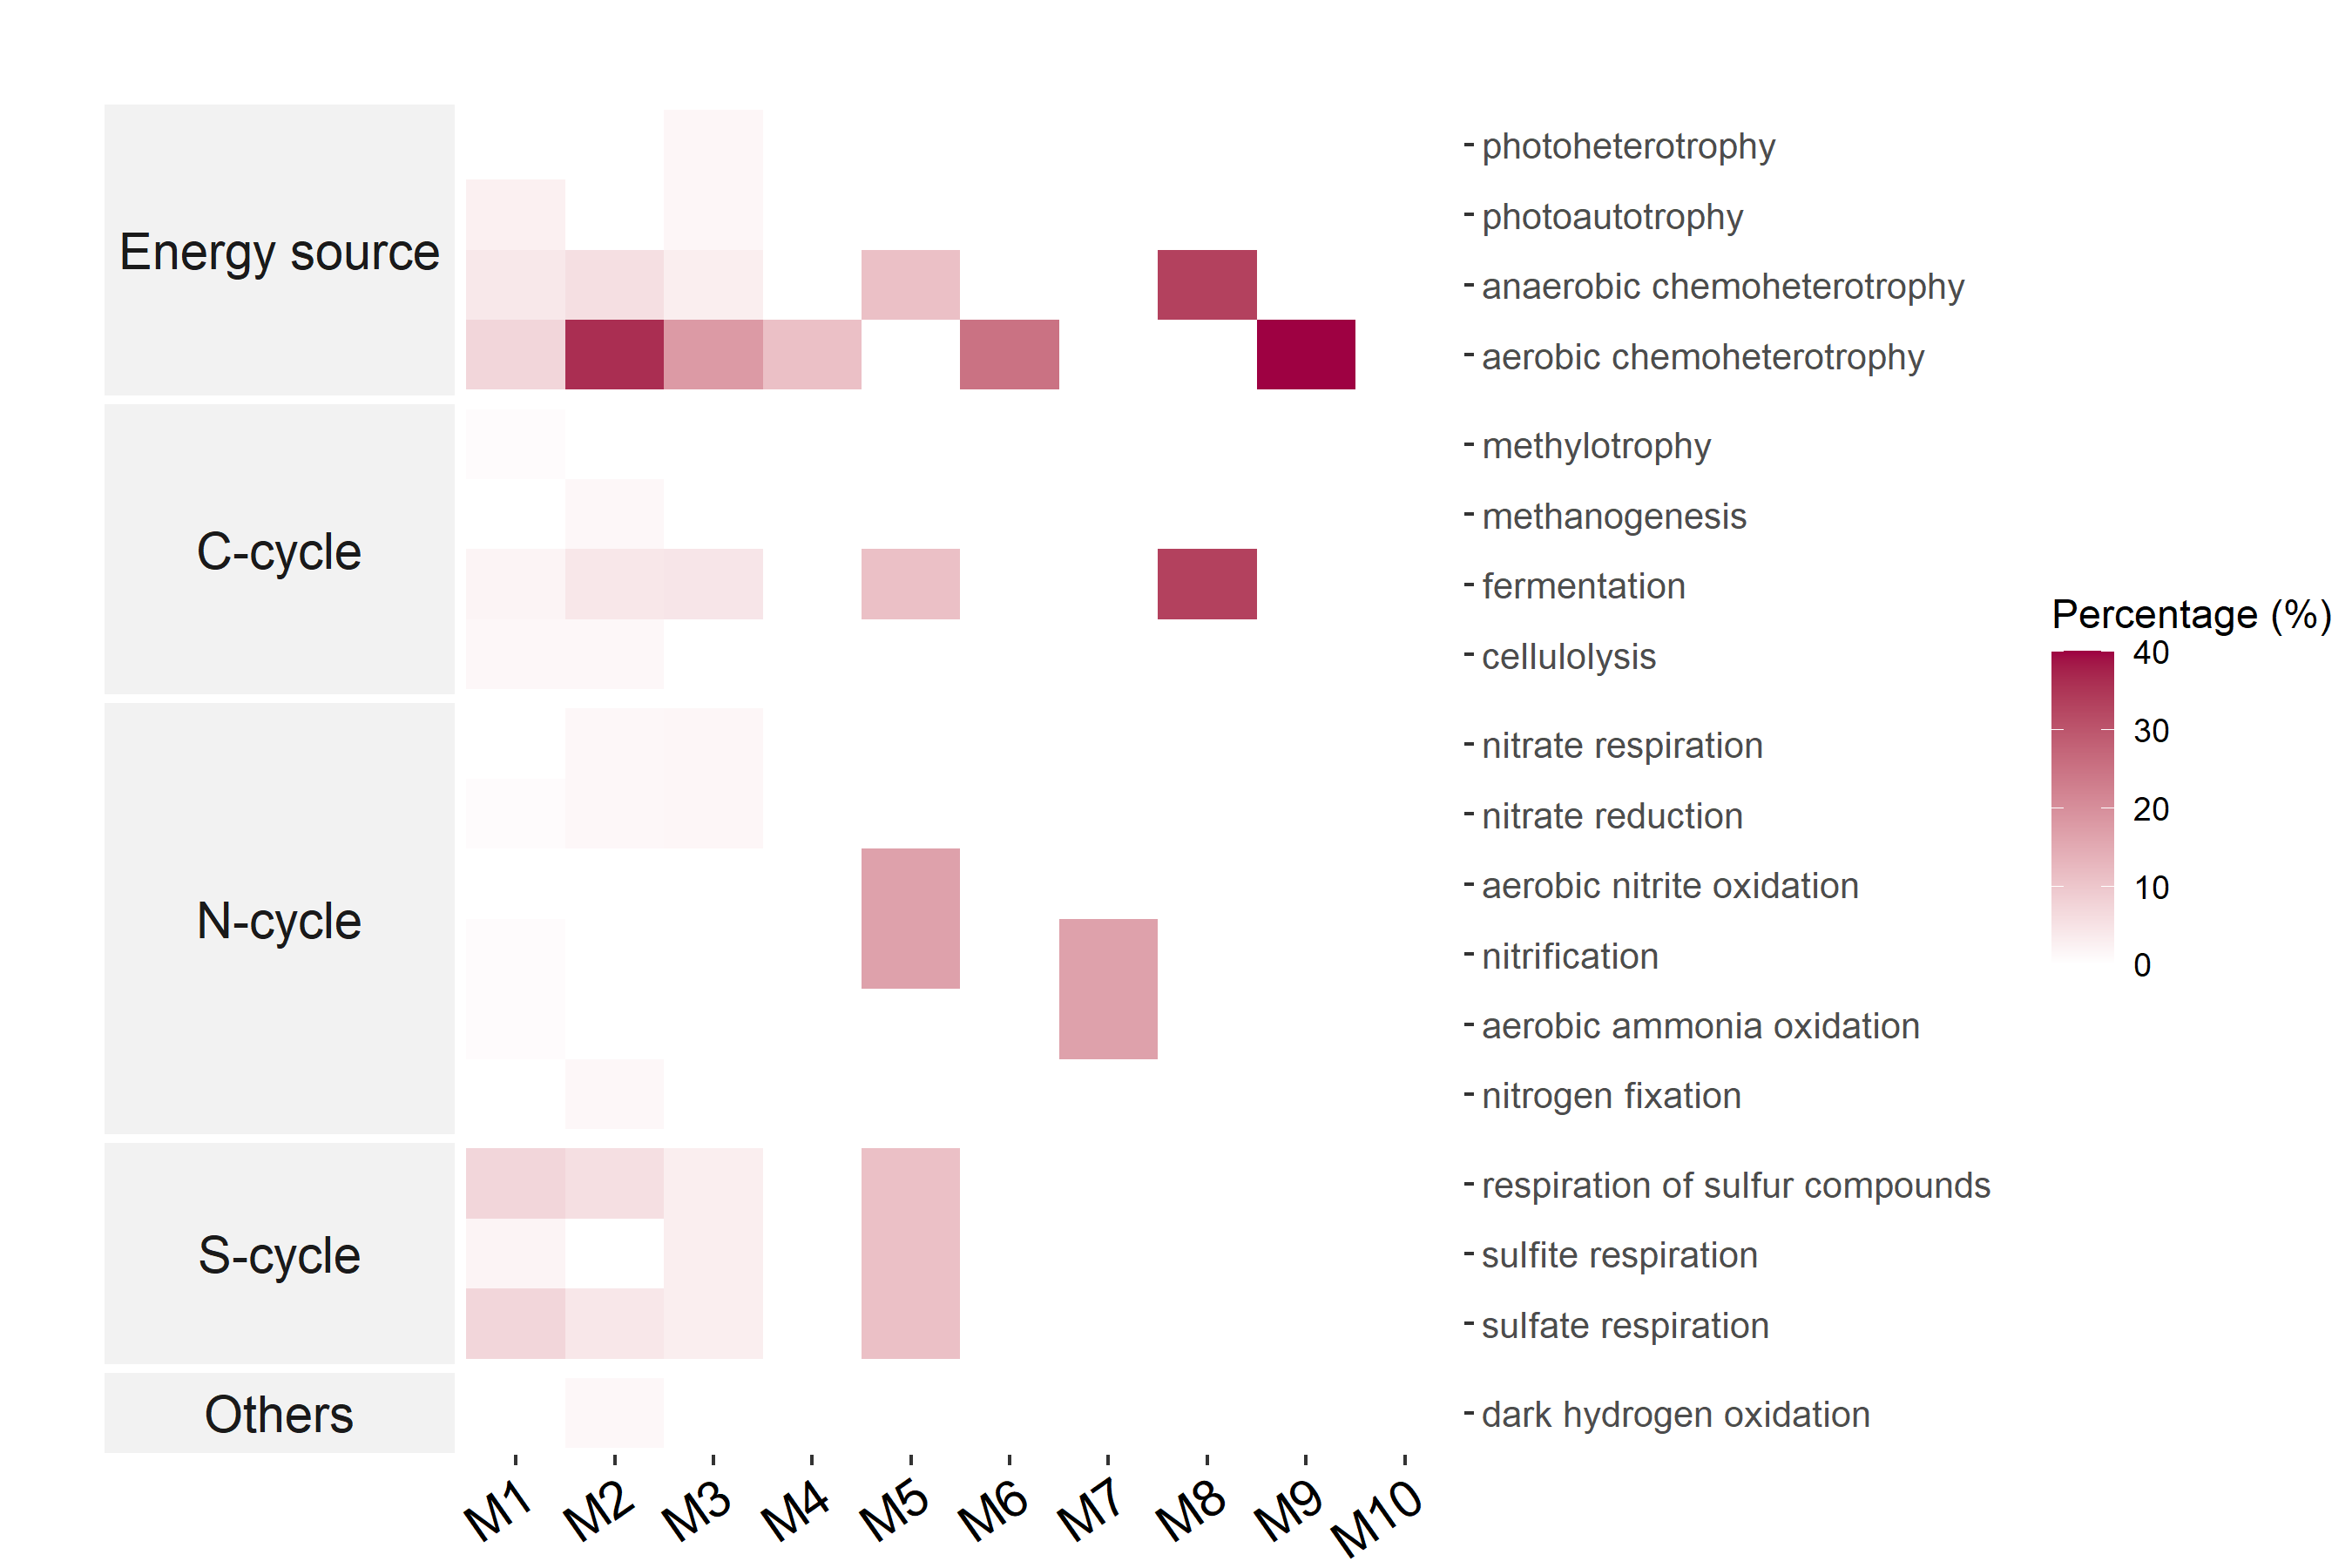 Energy source
photoheterotrophy
photoautotrophy
anaerobic chemoheterotrophy
aerobic chemoheterotrophy
C-cycle
methylotrophy
methanogenesis
fermentation
cellulolysis
N-cycle
nitrate respiration
nitrate reduction
aerobic nitrite oxidation
nitrification
aerobic ammonia oxidation
nitrogen fixation
S-cycle
respiration of sulfur compounds
sulfite respiration
sulfate respiration
Others
dark hydrogen oxidation
M1 M2 M3 M4 M5 M6 M7 M8 M9 M10
Percentage (%)
40
30
20
10
0